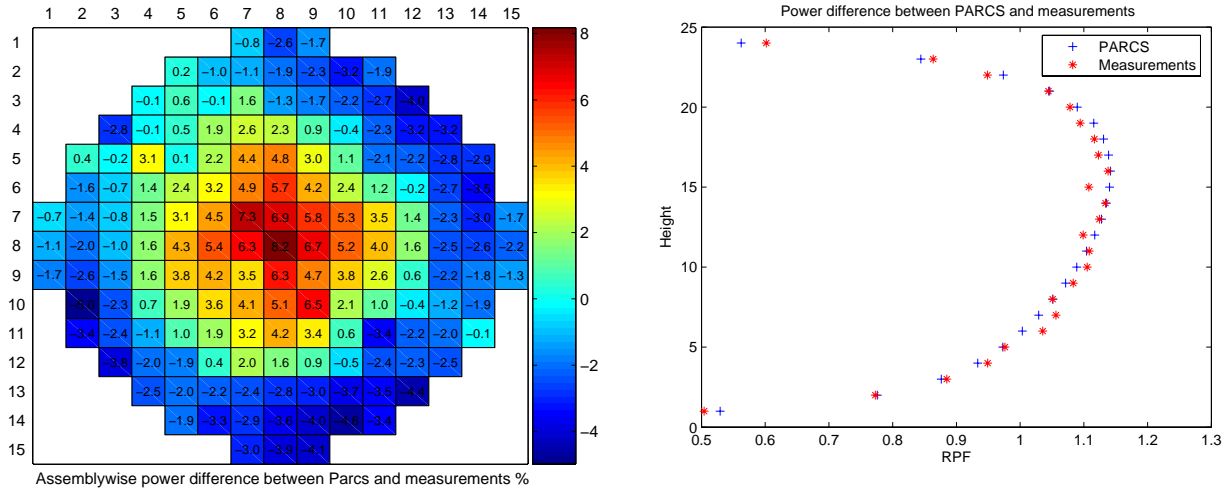 1 2 3 4 5 6 7 8 9 10 11 12 13 14 15
1 −0.8 −2.6 −1.7
2 0.2 −1.0 −1.1 −1.9 −2.3 −3.2 −1.9
3 −0.1 0.6 −0.1 1.6 −1.3 −1.7 −2.2 −2.7 −4.0
4 −2.8 −0.1 0.5 1.9 2.6 2.3 0.9 −0.4 −2.3 −3.2 −3.2
5 0.4 −0.2 3.1 0.1 2.2 4.4 4.8 3.0 1.1 −2.1 −2.2 −2.8 −2.9
6 −1.6 −0.7 1.4 2.4 3.2 4.9 5.7 4.2 2.4 1.2 −0.2 −2.7
7 −0.7 −1.4 −0.8 1.5 3.1 4.5 7.3 6.9 5.8 5.3 3.5 1.4 −2.3 −3.0 −1.7
8 −1.1 −2.0 −1.0 1.6 4.3 5.4 6.3 8.2 6.7 5.2 4.0 1.6 −2.5 −2.6 −2.2
9 −1.7 −2.6 −1.5 1.6 3.8 4.2 3.5 6.3 4.7 3.8 2.6 0.6 −2.2 −1.8 −1.3
10 −2.3 0.7 1.9 3.6 4.1 5.1 6.5 2.1 1.0 −0.4 −1.2 −1.9
11 −3.4 −2.4 −1.1 1.0 1.9 3.2 4.2 3.4 0.6 −3.4 −2.2 −2.0 −0.1
12 −3.8 −2.0 −1.9 0.4 2.0 1.6 0.9 −0.5 −2.4 −2.3 −2.5
13 −2.5 −2.0 −2.2 −2.4 −2.8 −3.0 −3.7 −3.5 −4.4
14 −1.9 −3.3 −2.9 −3.6 −4.0 −4.6 −3.4
15 −3.0 −3.9 −4.1
Assemblywise power difference between Parcs and measurements %
8
6
4
2
0
−2
−4
Power difference between PARCS and measurements
PARCS
Measurements
25
20
15
10
5
0
Height
0.5 0.6 0.7 0.8 0.9 1 1.1 1.2 1.3
RPF